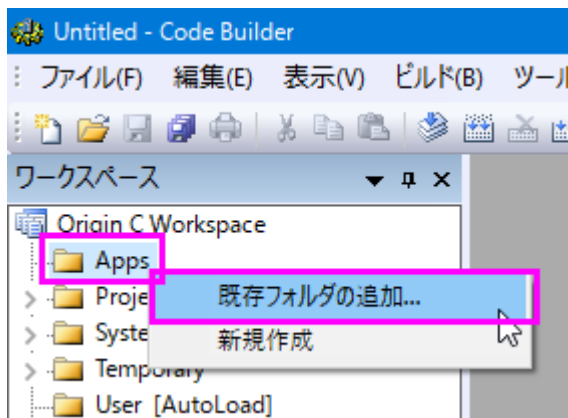 Untitled - Code Builder
ファイル(F) 編集(E) 表示(V) ビルド(B) ツール
ワークスペース
Origin C Workspace
Apps
既存フォルダの追加...
Proje
新規作成
Syste
Temporary
User [AutoLoad]